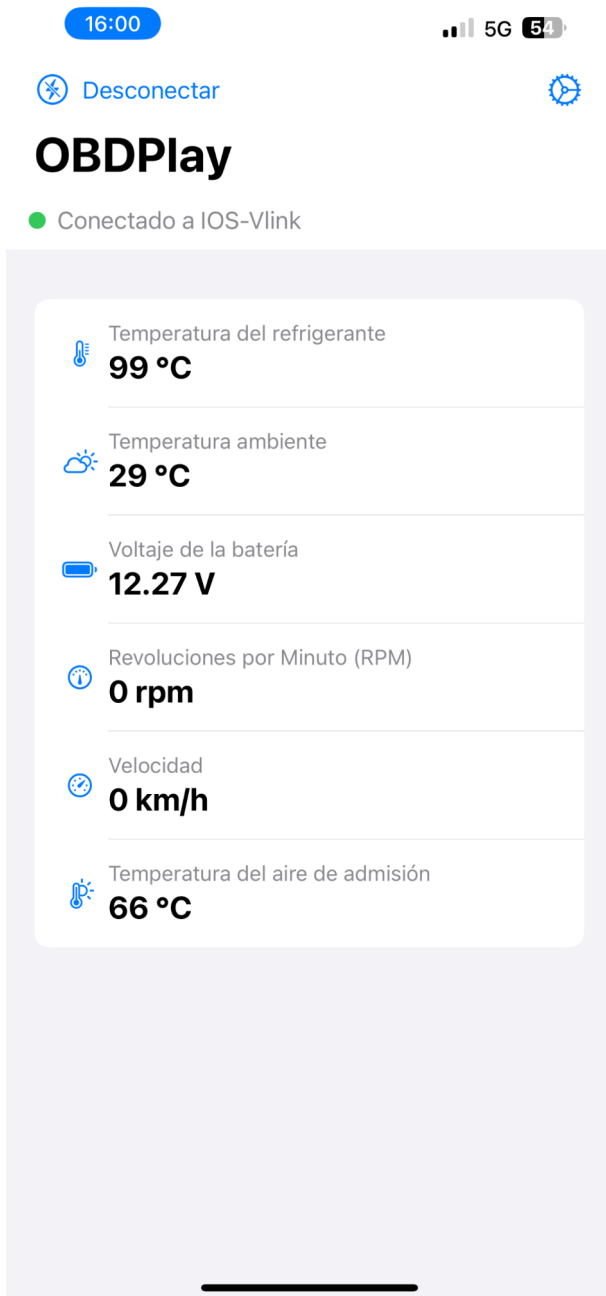 16:00
5G 54
Desconectar
OBDPlay
Conectado a IOS-Vlink
Temperatura del refrigerante
99 °C
Temperatura ambiente
29 °C
Voltaje de la batería
12.27 V
Revoluciones por Minuto (RPM)
0 rpm
Velocidad
0 km/h
Temperatura del aire de admisión
66 °C